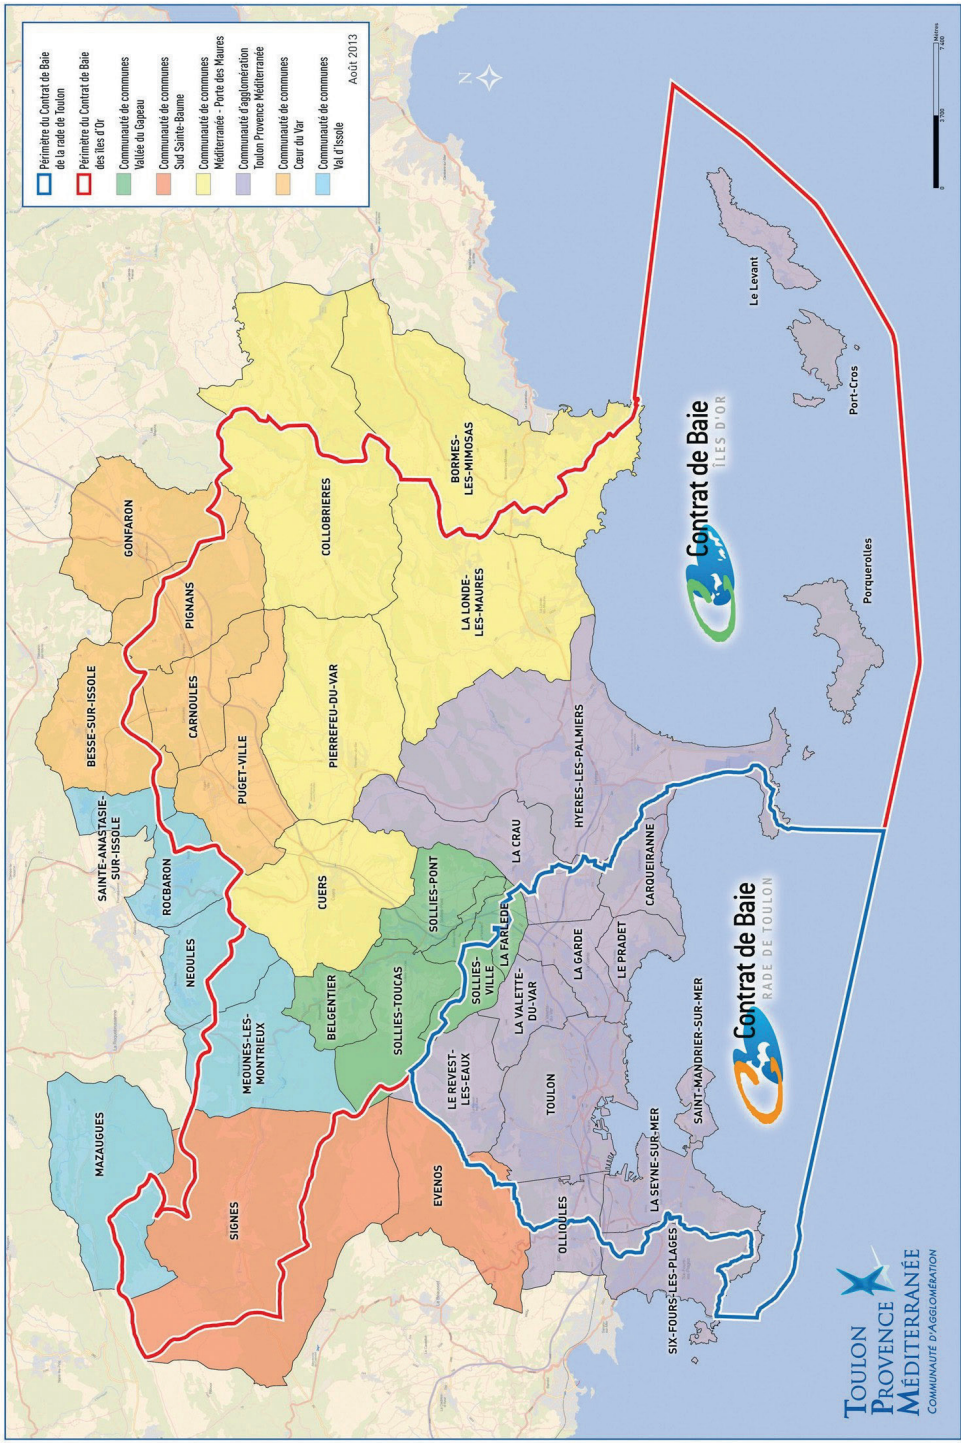 Périmètre du Contrat de Baie
de la rade de Toulon
Périmètre du Contrat de Baie
des îles d'Or
Communauté de communes
Vallée du Gapeau
Communauté de communes
Sud Sainte-Baume
Communauté de communes
Méditerranée - Porte des Maures
Communauté d'agglomération
Toulon Provence Méditerranée
Communauté de communes
Cœur du Var
Communauté de communes
Val d'Issole
Août 2013
N
MAZAUGUES
NEOULES
ROCBARON
SAINTE-ANASTASIE-
SUR-ISSOLE
BESSE-SUR-ISSOLE
GONFARON
PIGNANS
CARNOULES
PUGET-VILLE
SIGNES
MEOUNES-LES-
MONTRIEUX
BELGENTIER
CUERS
PIERREFEU-DU-VAR
COLLOBRIERES
EVENOS
SOLLIES-TOUCAS
SOLLIES-PONT
SOLLIES-
VILLE
LA FARLEDE
LA LONDE-
LES-MAURES
BORMES-
LES-MIMOSAS
LE REVEST-
LES-EAUX
LA VALETTE-
DU-VAR
LA CRAU
HYERES-LES-PALMIERS
OLLIOULES
TOULON
LA GARDE
LE PRADET
CARQUEIRANNE
SIX-FOURS-LES-PLAGES
LA SEYNE-SUR-MER
SAINT-MANDRIER-SUR-MER
Contrat de Baie
RADE DE TOULON
Contrat de Baie
ÎLES D'OR
Porquerolles
Port-Cros
Le Levant
TOULON
PROVENCE
MÉDITERRANÉE
COMMUNAUTÉ D'AGGLOMÉRATION
0
3 700
7 400
Mètres